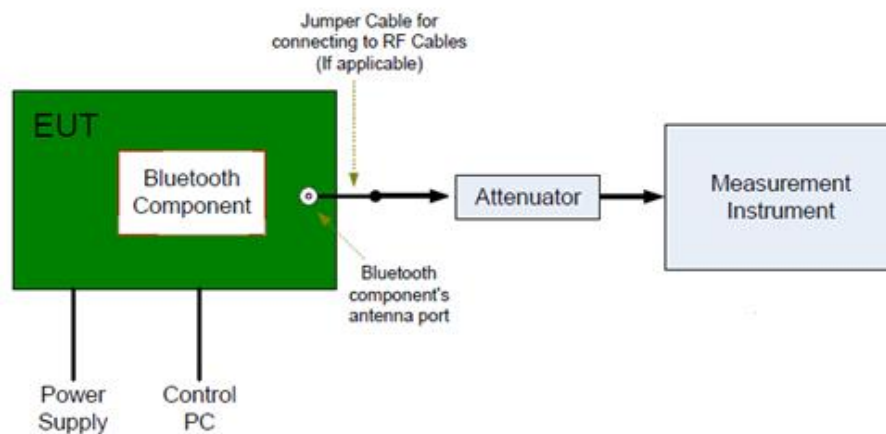 Jumper Cable for
connecting to RF Cables
(If applicable)
EUT
Bluetooth
Component
Attenuator
Measurement
Instrument
Bluetooth
component's
antenna port
Power
Supply
Control
PC